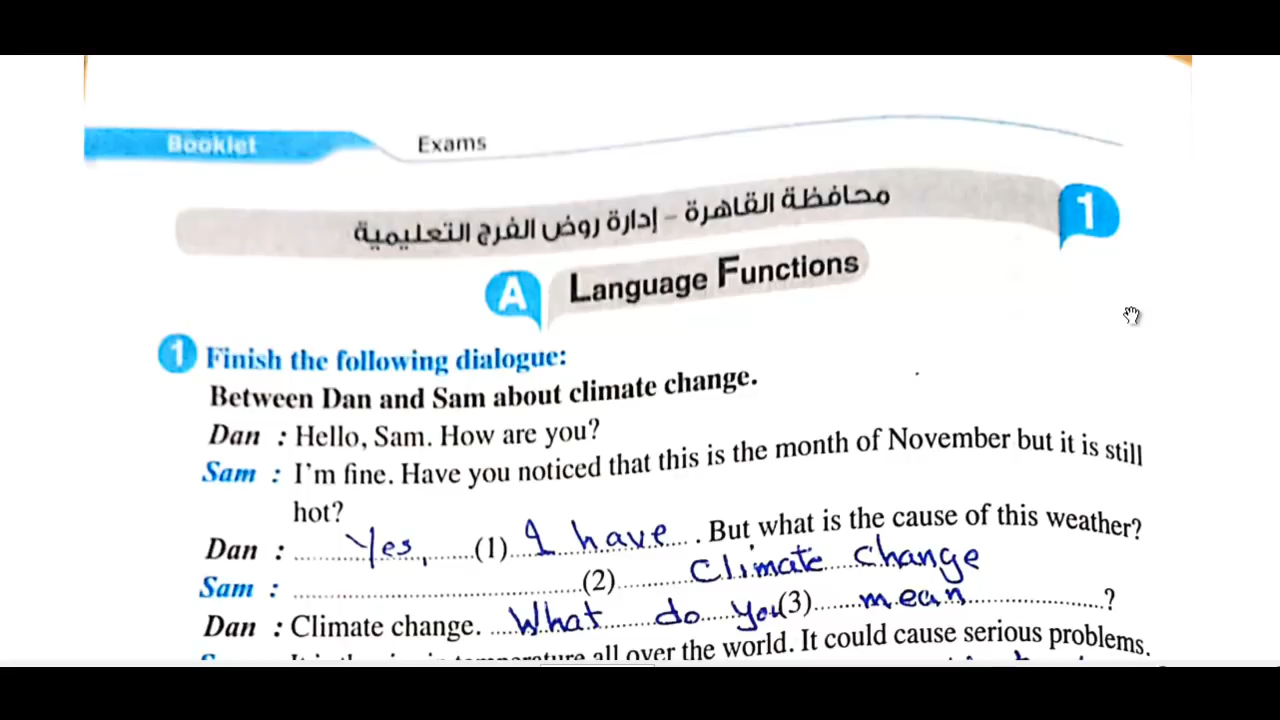 Booklet Exams
محافظة القاهرة - إدارة روض الفرج التعليمية
1
A Language Functions
1 Finish the following dialogue:
Between Dan and Sam about climate change.
Dan : Hello, Sam. How are you?
Sam : I'm fine. Have you noticed that this is the month of November but it is still
hot?
Dan : ......Yes,......(1)..I have..... But what is the cause of this weather?
Sam : ..............................(2)........Climate change
Dan : Climate change. ...What do you(3)......mean..................?
all over the world. It could cause serious problems.